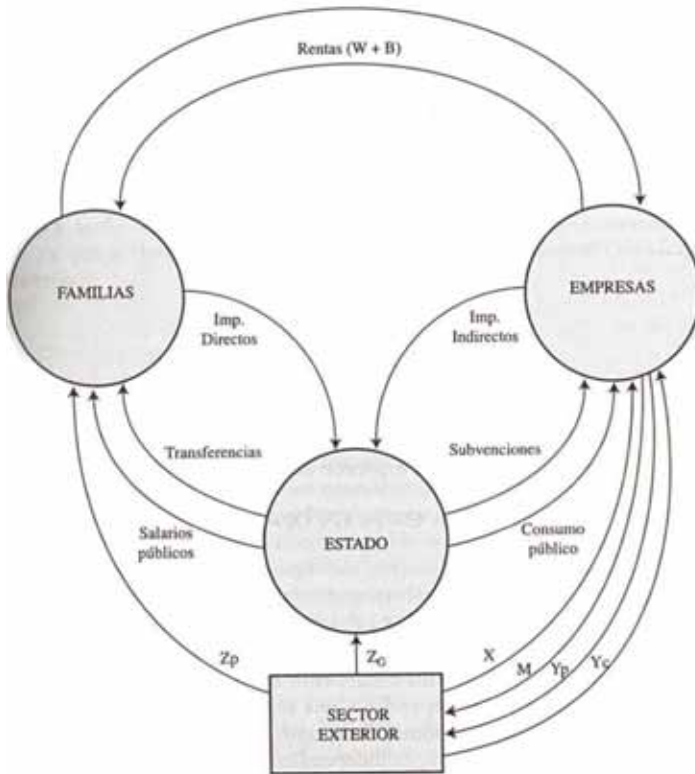 Rentas (W + B)
FAMILIAS
EMPRESAS
Imp.
Directos
Imp.
Indirectos
Transferencias
Subvenciones
ESTADO
Salarios
públicos
Consumo
público
Zp
Z_G
X
M
Yp
Yc
SECTOR
EXTERIOR